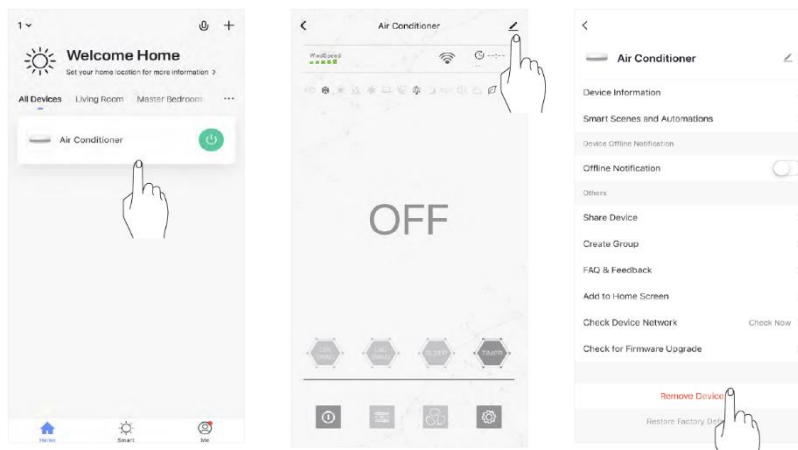 1
Welcome Home
Set your home location for more information >
All Devices Living Room Master Bedroom ...
Air Conditioner
Home Smart Me
Air Conditioner
WindSpeed
OFF
SLEEP TIMER
Air Conditioner
Device Information
Smart Scenes and Automations
Device Offline Notification
Offline Notification
Others
Share Device
Create Group
FAQ & Feedback
Add to Home Screen
Check Device Network Check Now
Check for Firmware Upgrade
Remove Device
Restore Factory